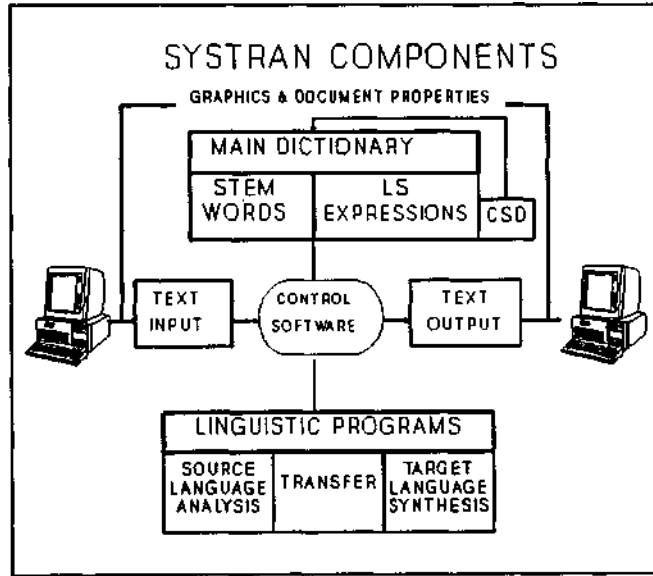 SYSTRAN COMPONENTS
GRAPHICS & DOCUMENT PROPERTIES
MAIN DICTIONARY
STEM
WORDS
LS
EXPRESSIONS
CSD
TEXT
INPUT
CONTROL
SOFTWARE
TEXT
OUTPUT
LINGUISTIC PROGRAMS
SOURCE
LANGUAGE
ANALYSIS
TRANSFER
TARGET
LANGUAGE
SYNTHESIS